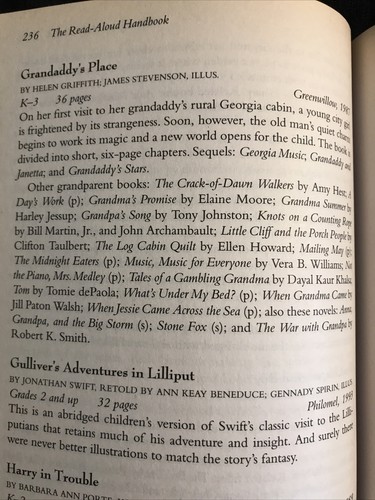 236 The Read-Aloud Handbook
Grandaddy's Place
BY HELEN GRIFFITH; JAMES STEVENSON, ILLUS.
K–3 36 pages Greenwillow,
On her first visit to her grandaddy's rural Georgia cabin, a young city
is frightened by its strangeness. Soon, however, the old man's quiet
begins to work its magic and a new world opens for the child. The book
divided into short, six-page chapters. Sequels: Georgia Music, Grandaddy and
Janetta; and Grandaddy's Stars.
Other grandparent books: The Crack-of-Dawn Walkers by Amy Hest;
Day's Work (p); Grandma's Promise by Elaine Moore; Grandma Summer by
Harley Jessup; Grandpa's Song by Tony Johnston; Knots on a Counting Rope
by Bill Martin, Jr., and John Archambault; Little Cliff and the Porch People by
Clifton Taulbert; The Log Cabin Quilt by Ellen Howard; Mailing May (p);
The Midnight Eaters (p); Music, Music for Everyone by Vera B. Williams;
the Piano, Mrs. Medley (p); Tales of a Gambling Grandma by Dayal Kaur Khalsa;
Tom by Tomie dePaola; What's Under My Bed? (p); When Grandma Came by
Jill Paton Walsh; When Jessie Came Across the Sea (p); also these novels: Anna,
Grandpa, and the Big Storm (s); Stone Fox (s); and The War with Grandpa by
Robert K. Smith.
Gulliver's Adventures in Lilliput
BY JONATHAN SWIFT, RETOLD BY ANN KEAY BENEDUCE; GENNADY SPIRIN, ILLUS.
Grades 2 and up 32 pages Philomel, 1993
This is an abridged children's version of Swift's classic visit to the Lilli-
putians that retains much of his adventure and insight. And surely there
were never better illustrations to match the story's fantasy.
Harry in Trouble
BY BARBARA ANN PORTE